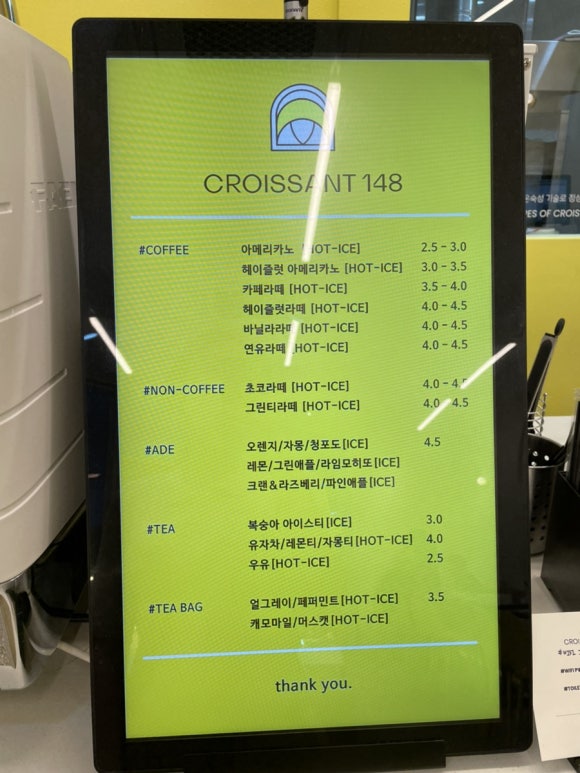 CROISSANT 148
#COFFEE 아메리카노 [HOT-ICE] 2.5 - 3.0
헤이즐럿 아메리카노 [HOT-ICE] 3.0 - 3.5
카페라떼 [HOT-ICE] 3.5 - 4.0
헤이즐럿라떼 [HOT-ICE] 4.0 - 4.5
바닐라라떼 [HOT-ICE] 4.0 - 4.5
연유라떼 [HOT-ICE] 4.0 - 4.5
#NON-COFFEE 초코라떼 [HOT-ICE] 4.0 - 4.5
그린티라떼 [HOT-ICE] 4.0 - 4.5
#ADE 오렌지/자몽/청포도[ICE] 4.5
레몬/그린애플/라임모히또[ICE]
크랜&라즈베리/파인애플[ICE]
#TEA 복숭아 아이스티[ICE] 3.0
유자차/레몬티/자몽티[HOT-ICE] 4.0
우유[HOT-ICE] 2.5
#TEA BAG 얼그레이/페퍼민트[HOT-ICE] 3.5
캐모마일/머스캣[HOT-ICE]
thank you.